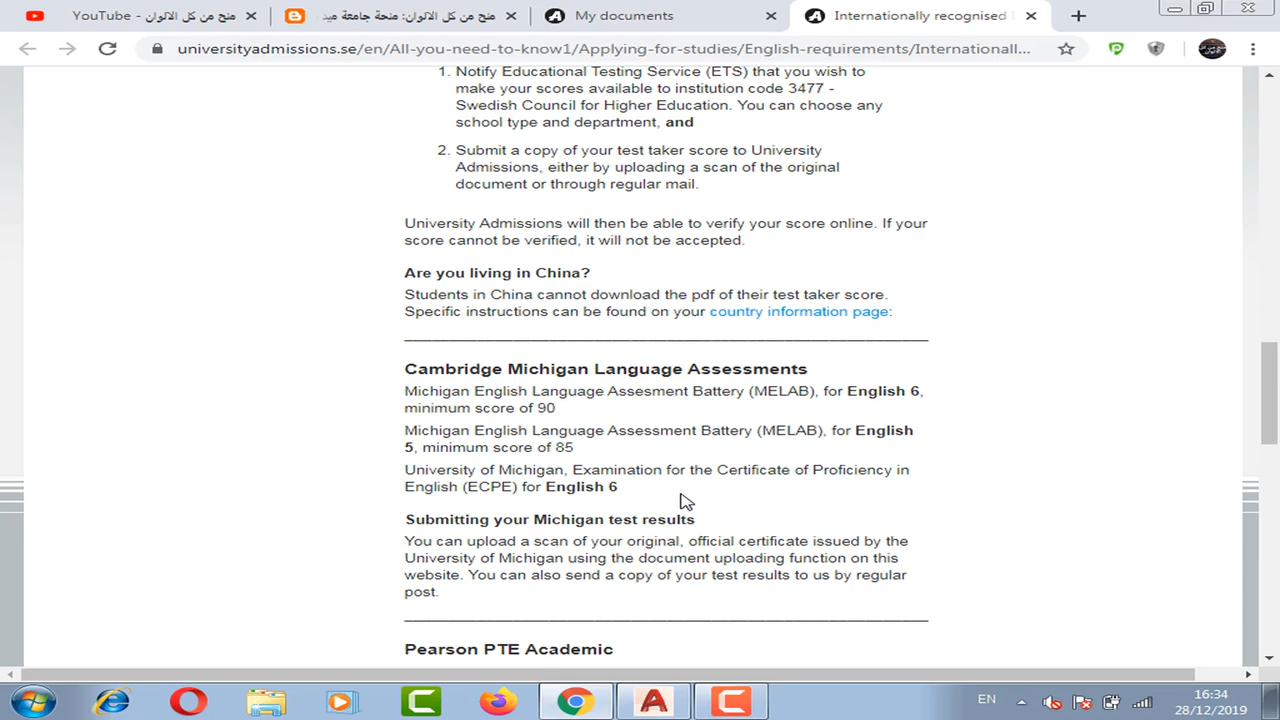 YouTube - منح من كل الالوان
منح من كل الالوان: منحة جامعة ميد
My documents
Internationally recognised
universityadmissions.se/en/All-you-need-to-know1/Applying-for-studies/English-requirements/Internationall...
1. Notify Educational Testing Service (ETS) that you wish to
make your scores available to institution code 3477 -
Swedish Council for Higher Education. You can choose any
school type and department, and
2. Submit a copy of your test taker score to University
Admissions, either by uploading a scan of the original
document or through regular mail.
University Admissions will then be able to verify your score online. If your
score cannot be verified, it will not be accepted.
Are you living in China?
Students in China cannot download the pdf of their test taker score.
Specific instructions can be found on your country information page:
Cambridge Michigan Language Assessments
Michigan English Language Assesment Battery (MELAB), for English 6,
minimum score of 90
Michigan English Language Assessment Battery (MELAB), for English
5, minimum score of 85
University of Michigan, Examination for the Certificate of Proficiency in
English (ECPE) for English 6
Submitting your Michigan test results
You can upload a scan of your original, official certificate issued by the
University of Michigan using the document uploading function on this
website. You can also send a copy of your test results to us by regular
post.
Pearson PTE Academic
EN
16:34
28/12/2019